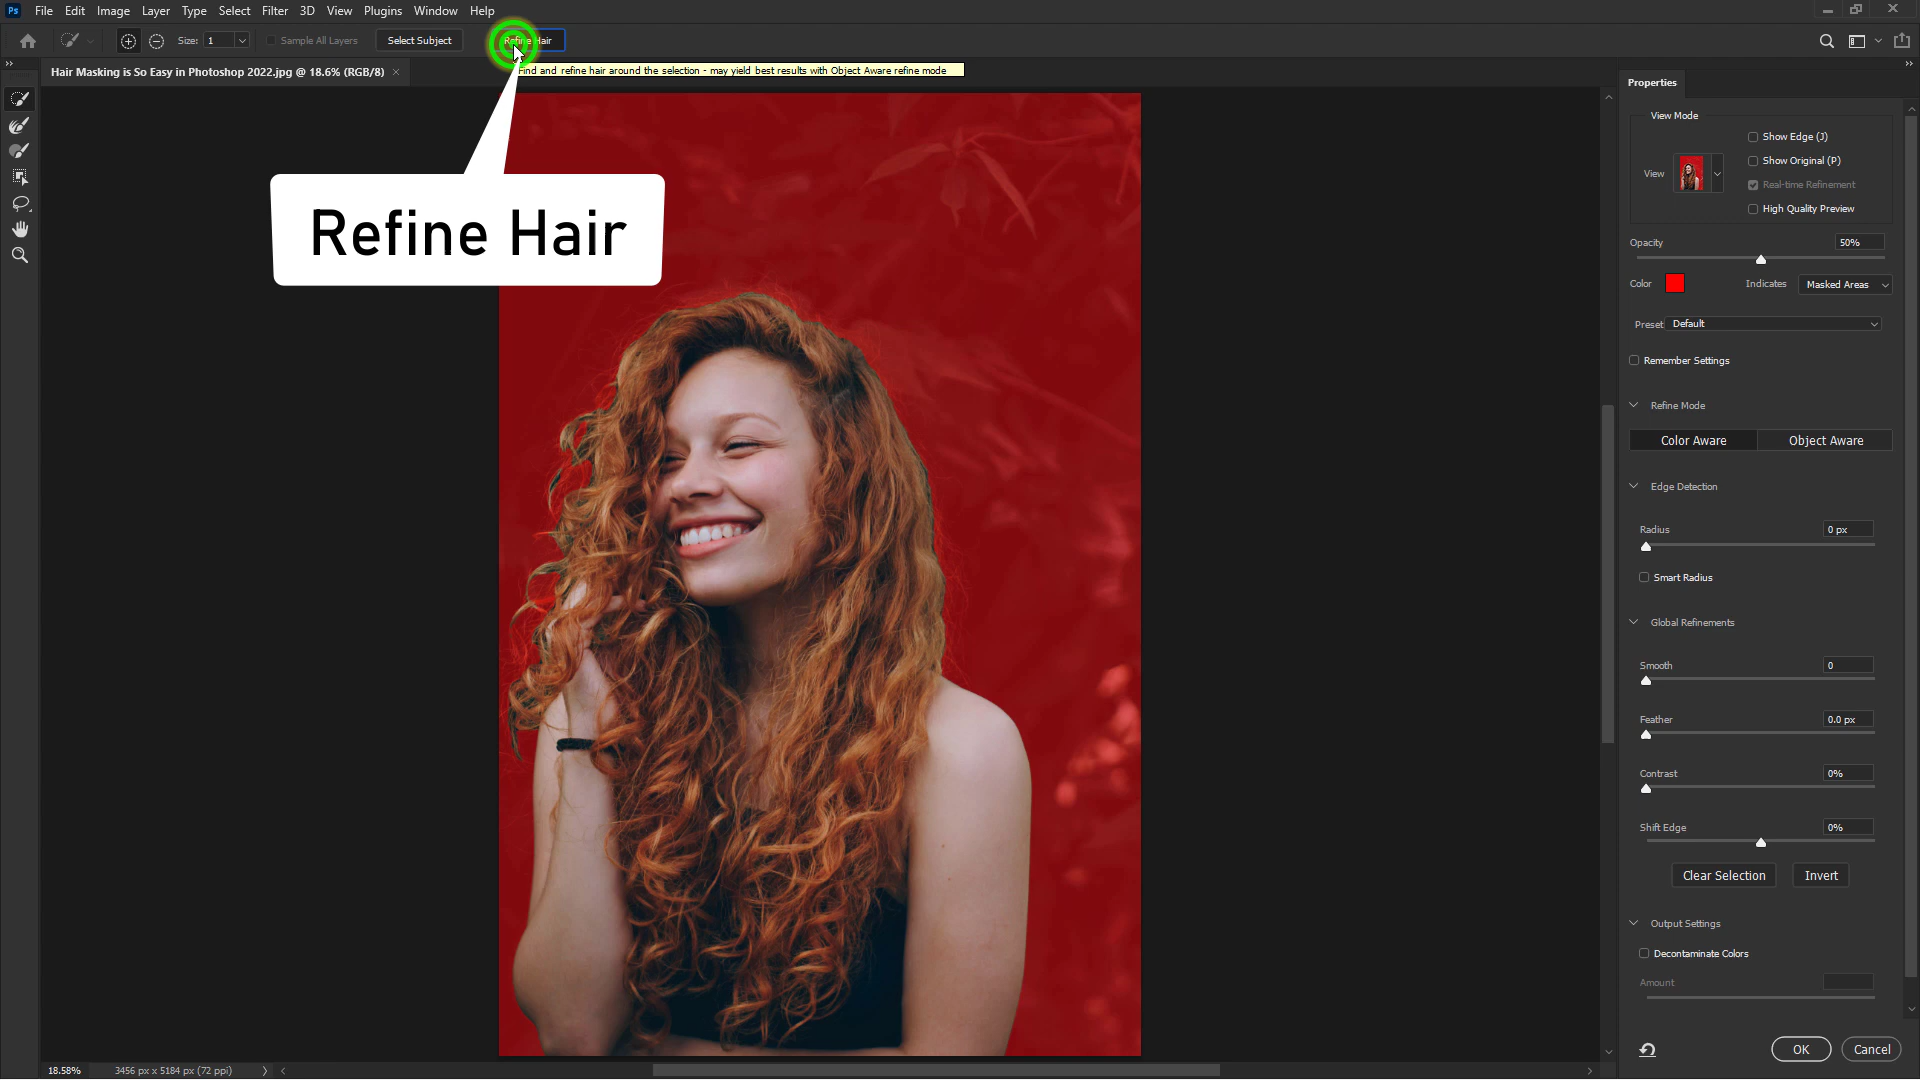 Ps File Edit Image Layer Type Select Filter 3D View Plugins Window Help
Size: 1 Sample All Layers Select Subject Refine Hair
Hair Masking is So Easy in Photoshop 2022.jpg @ 18.6% (RGB/8) ×
Find and refine hair around the selection - may yield best results with Object Aware refine mode
Refine Hair
Properties
View Mode
Show Edge (J)
Show Original (P)
View
Real-time Refinement
High Quality Preview
Opacity 50%
Color Indicates Masked Areas
Preset Default
Remember Settings
Refine Mode
Color Aware Object Aware
Edge Detection
Radius 0 px
Smart Radius
Global Refinements
Smooth 0
Feather 0.0 px
Contrast 0%
Shift Edge 0%
Clear Selection Invert
Output Settings
Decontaminate Colors
Amount
OK Cancel
18.58% 3456 px x 5184 px (72 ppi)